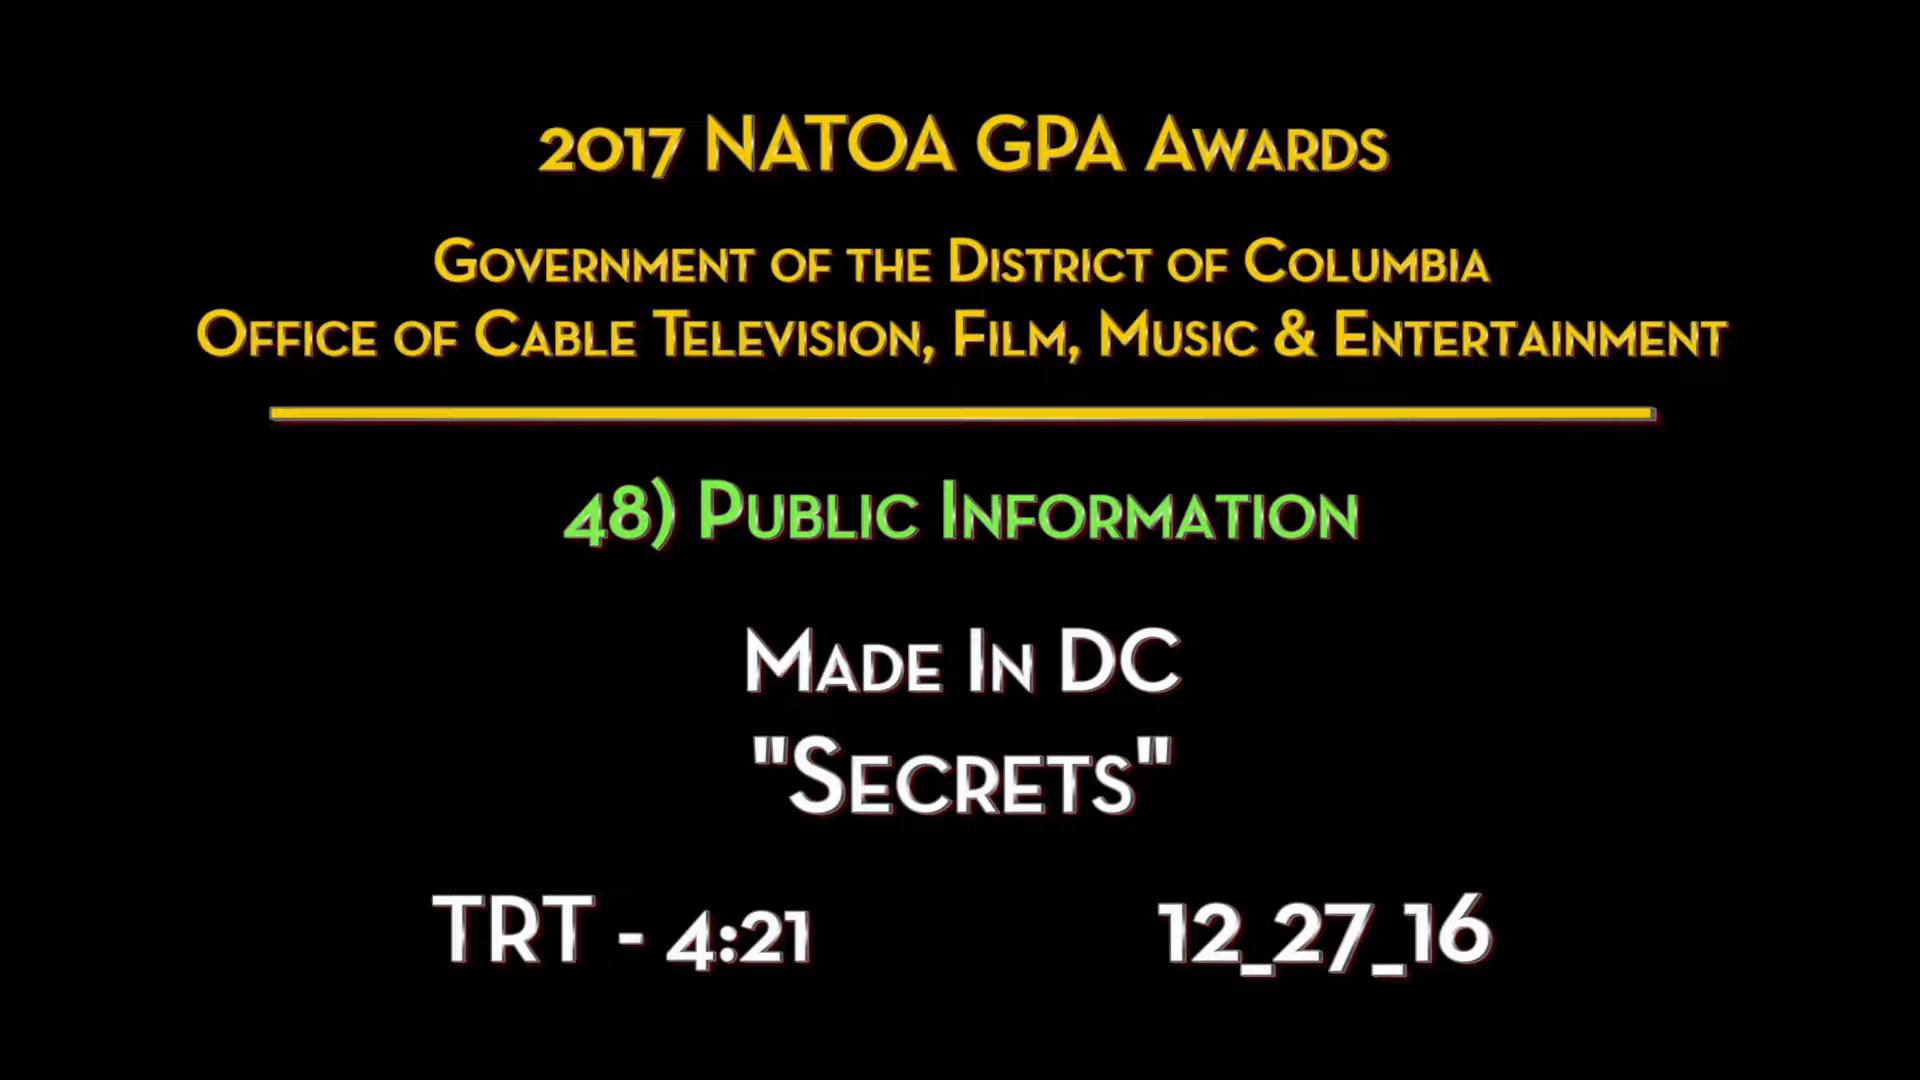 2017 NATOA GPA Awards
Government of the District of Columbia
Office of Cable Television, Film, Music & Entertainment
48) Public Information
Made In DC
"Secrets"
TRT - 4:21 12_27_16